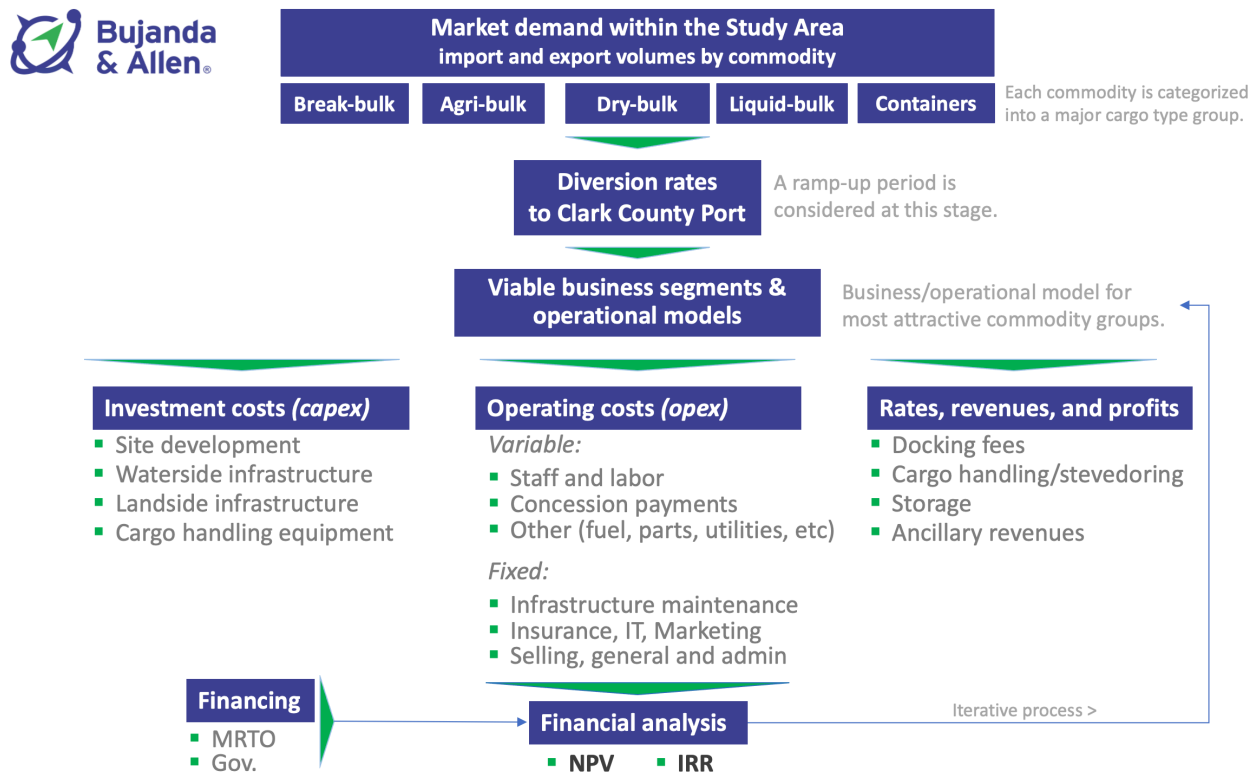 Bujanda
& Allen®
Market demand within the Study Area
import and export volumes by commodity
Break-bulk
Agri-bulk
Dry-bulk
Liquid-bulk
Containers
Each commodity is categorized
into a major cargo type group.
Diversion rates
to Clark County Port
A ramp-up period is
considered at this stage.
Viable business segments &
operational models
Business/operational model for
most attractive commodity groups.
Investment costs (capex)
Site development
Waterside infrastructure
Landside infrastructure
Cargo handling equipment
Operating costs (opex)
Variable:
Staff and labor
Concession payments
Other (fuel, parts, utilities, etc)
Fixed:
Infrastructure maintenance
Insurance, IT, Marketing
Selling, general and admin
Rates, revenues, and profits
Docking fees
Cargo handling/stevedoring
Storage
Ancillary revenues
Financing
MRTO
Gov.
Financial analysis
NPV
IRR
Iterative process >